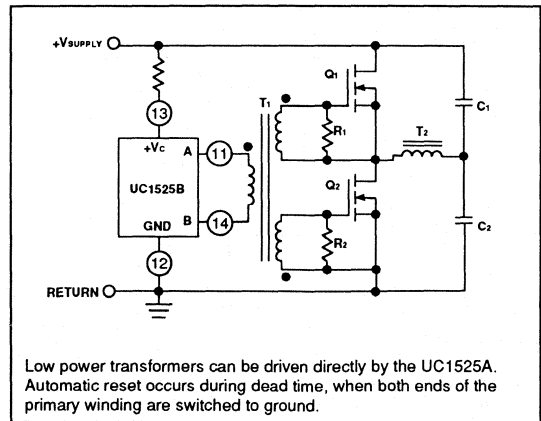 +VSUPPLY
Q1
C1
13
T1
R1
T2
+VC
A
11
UC1525B
Q2
GND
B
14
C2
R2
12
RETURN
Low power transformers can be driven directly by the UC1525A.
Automatic reset occurs during dead time, when both ends of the
primary winding are switched to ground.